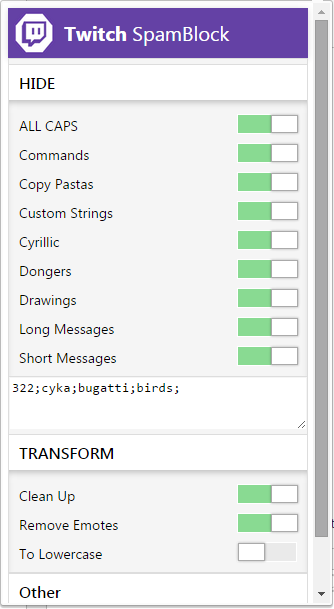 Twitch SpamBlock
HIDE
ALL CAPS
Commands
Copy Pastas
Custom Strings
Cyrillic
Dongers
Drawings
Long Messages
Short Messages
322;cyka;bugatti;birds;
TRANSFORM
Clean Up
Remove Emotes
To Lowercase
Other